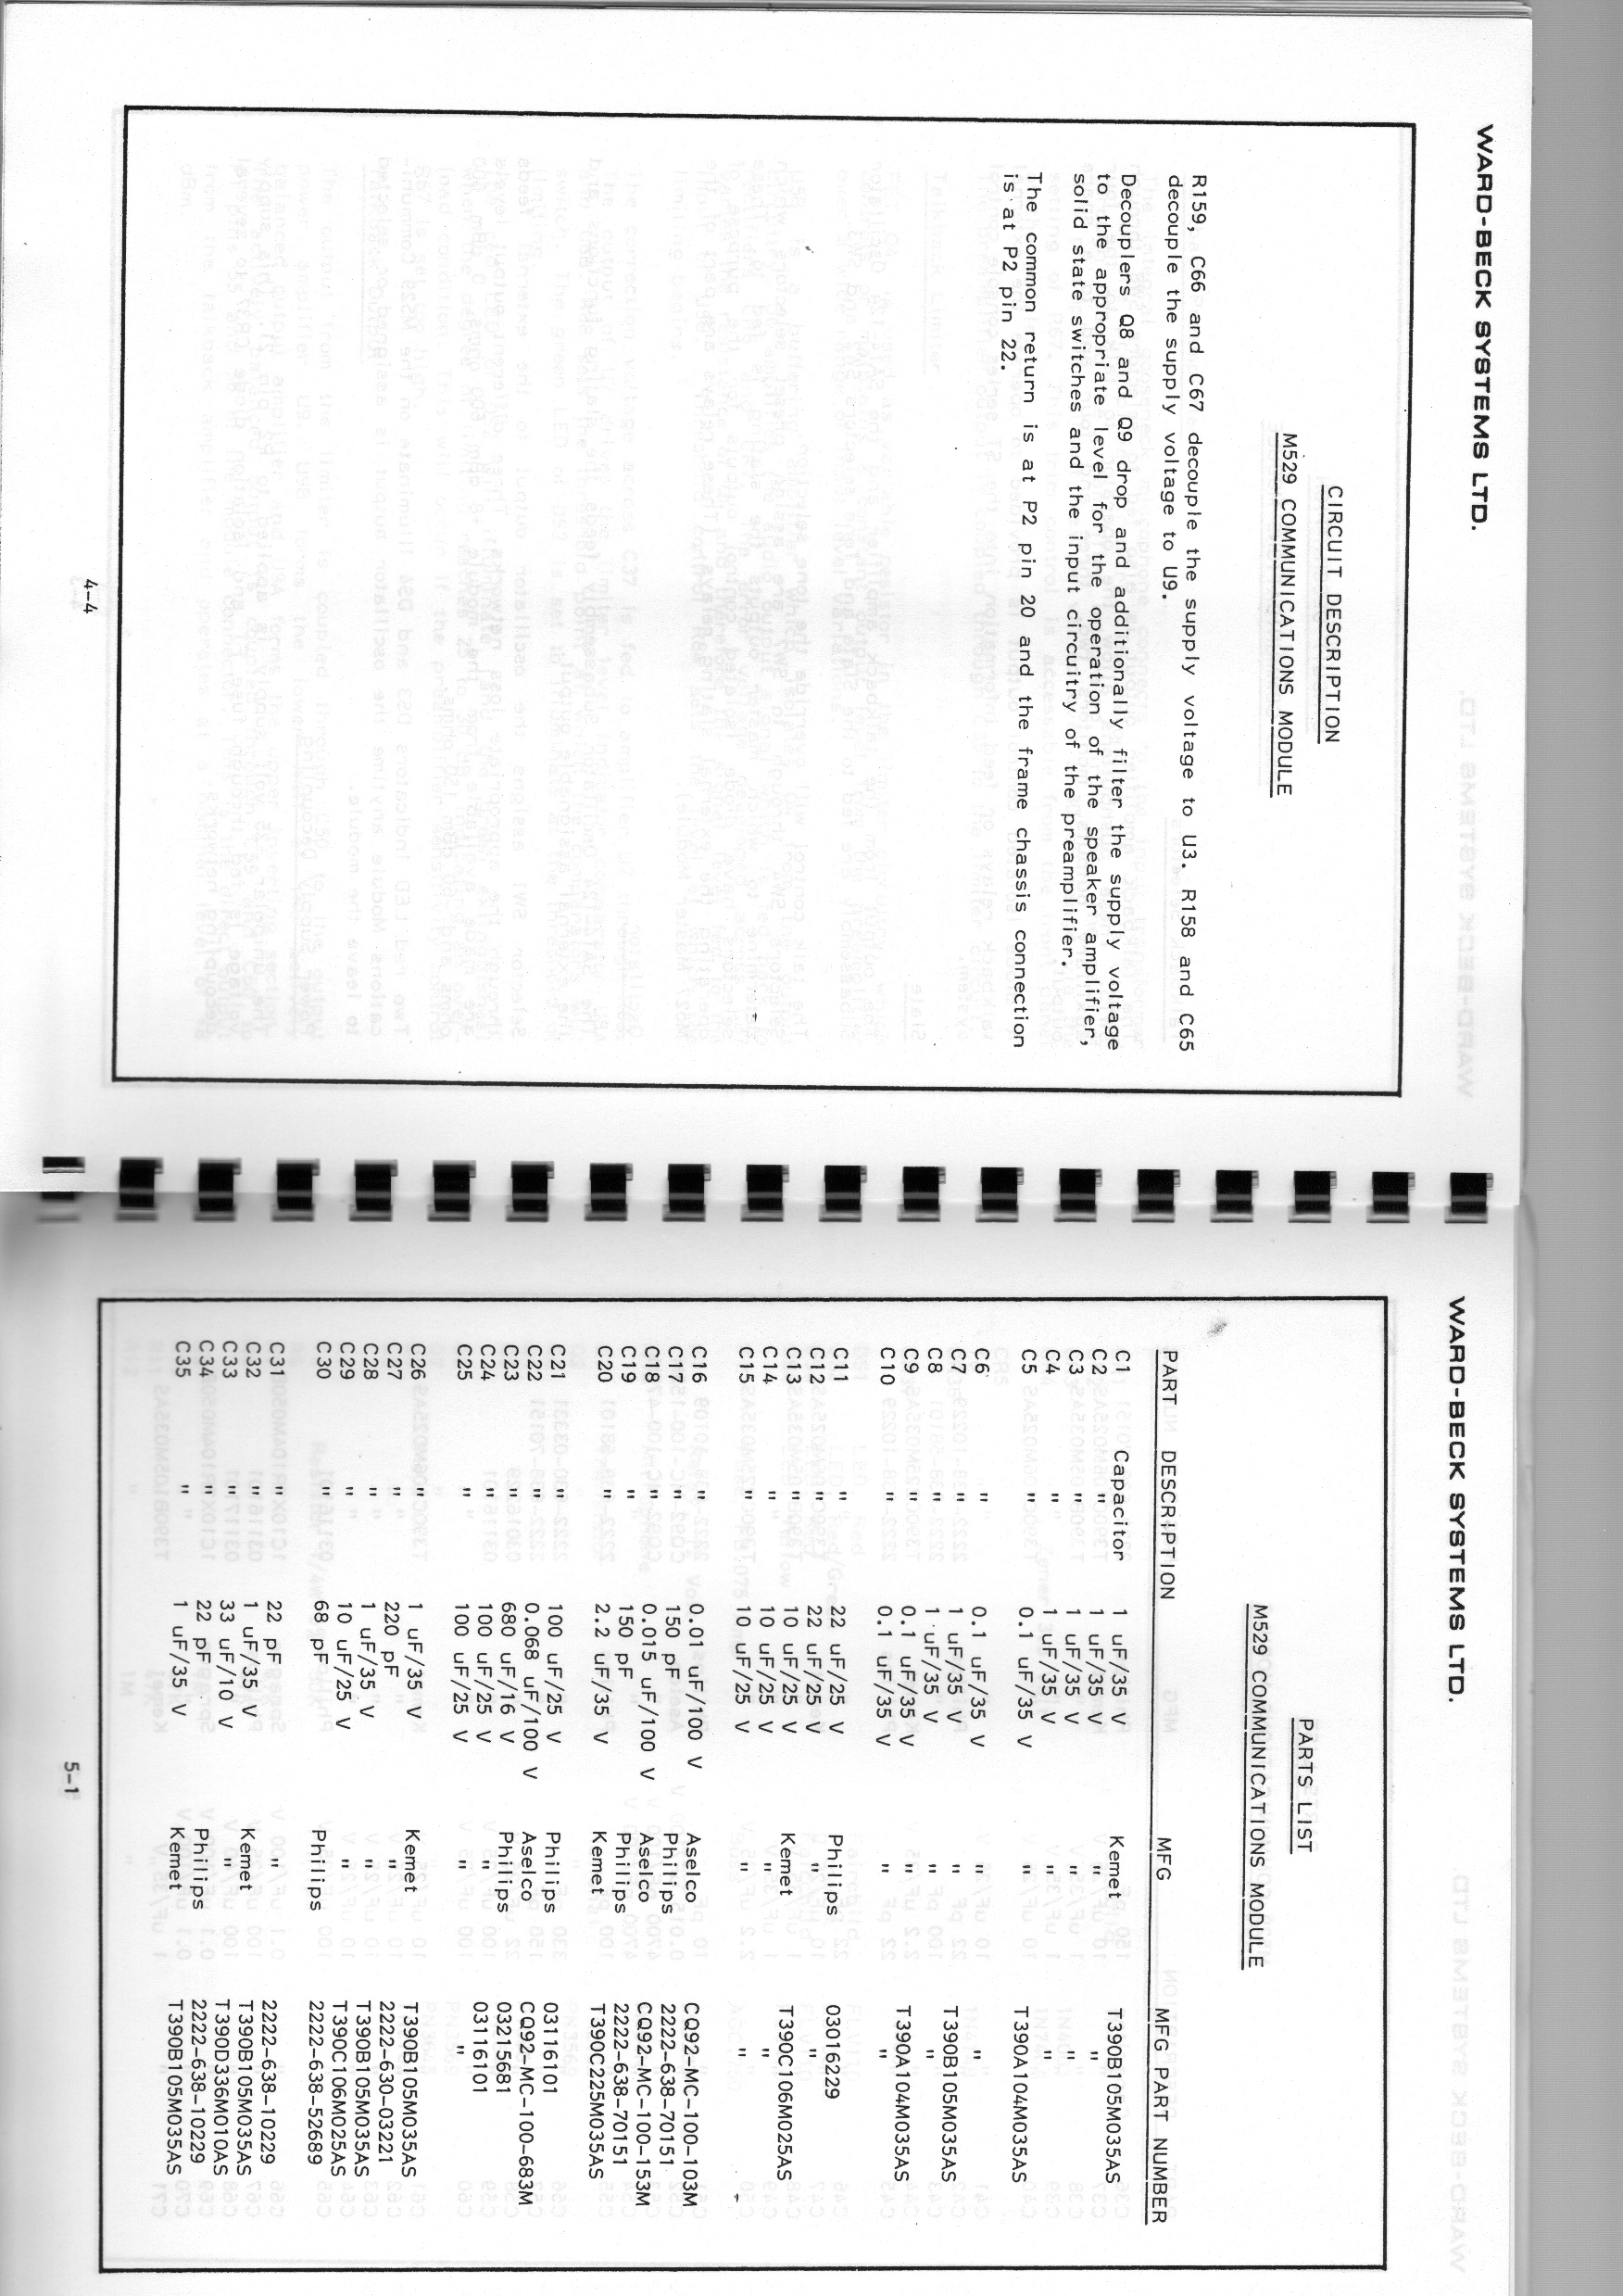 WARD-BECK SYSTEMS LTD.
CIRCUIT DESCRIPTION
M529 COMMUNICATIONS MODULE
R159, C66 and C67 decouple the supply voltage to U3. R158 and C65
decouple the supply voltage to U9.
Decouplers Q8 and Q9 drop and additionally filter the supply voltage
to the appropriate level for the operation of the speaker amplifier,
solid state switches and the input circuitry of the preamplifier.
The common return is at P2 pin 20 and the frame chassis connection
is at P2 pin 22.
4-4
WARD-BECK SYSTEMS LTD.
PARTS LIST
M529 COMMUNICATIONS MODULE
PART DESCRIPTION MFG MFG PART NUMBER
C1 Capacitor 1 uF/35 V Kemet T390B105M035AS
C2 " 1 uF/35 V " "
C3 " 1 uF/35 V " "
C4 " 1 uF/35 V " "
C5 " 0.1 uF/35 V " T390A104M035AS
C6 " 0.1 uF/35 V " "
C7 " 1 uF/35 V " T390B105M035AS
C8 " 1 uF/35 V " "
C9 " 0.1 uF/35 V " T390A104M035AS
C10 " 0.1 uF/35 V " "
C11 " 22 uF/25 V Philips 03016229
C12 " 22 uF/25 V " "
C13 " 10 uF/25 V Kemet T390C106M025AS
C14 " 10 uF/25 V " "
C15 " 10 uF/25 V " "
C16 " 0.01 uF/100 V Aselco CQ92-MC-100-103M
C17 " 150 pF Philips 2222-638-70151
C18 " 0.015 uF/100 V Aselco CQ92-MC-100-153M
C19 " 150 pF Philips 2222-638-70151
C20 " 2.2 uF/35 V Kemet T390C225M035AS
C21 " 100 uF/25 V Philips 03116101
C22 " 0.068 uF/100 V Aselco CQ92-MC-100-683M
C23 " 680 uF/16 V Philips 03215681
C24 " 100 uF/25 V " 03116101
C25 " 100 uF/25 V " "
C26 " 1 uF/35 V Kemet T390B105M035AS
C27 " 220 pF " 2222-630-03221
C28 " 1 uF/35 V " T390B105M035AS
C29 " 10 uF/25 V " T390C106M025AS
C30 " 68 pF Philips 2222-638-52689
C31 " 22 pF " 2222-638-10229
C32 " 1 uF/35 V Kemet T390B105M035AS
C33 " 33 uF/10 V " T390D336M010AS
C34 " 22 pF Philips 2222-638-10229
C35 " 1 uF/35 V Kemet T390B105M035AS
5-1